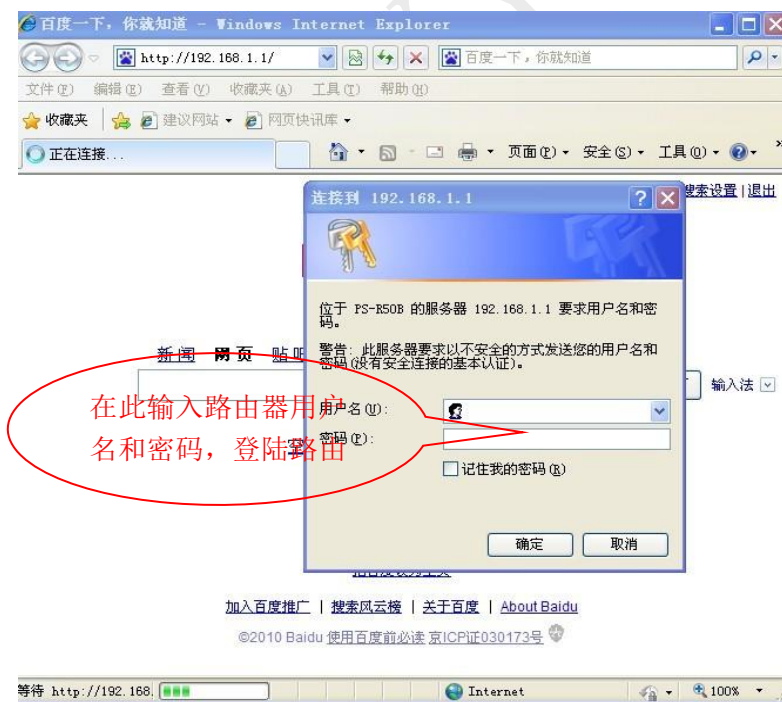 百度一下，你就知道 - Windows Internet Explorer
http://192.168.1.1/ 百度一下，你就知道
文件(F) 编辑(E) 查看(V) 收藏夹(A) 工具(T) 帮助(H)
收藏夹 建议网站 网页快讯库
正在连接... 页面(P) 安全(S) 工具(O) »
搜索设置 | 退出
连接到 192.168.1.1
位于 PS-R50B 的服务器 192.168.1.1 要求用户名和密
码。
警告: 此服务器要求以不安全的方式发送您的用户名和
密码(没有安全连接的基本认证)。
新 闻 网 页 贴 吧
输入法
用户名(U):
密码(P):
记住我的密码(R)
在此输入路由器用户
名和密码，登陆路由
确定 取消
加入百度推广 | 搜索风云榜 | 关于百度 | About Baidu
©2010 Baidu 使用百度前必读 京ICP证030173号
等待 http://192.168. Internet 100%